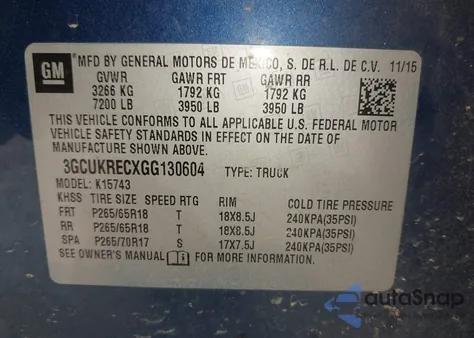 GM MFD BY GENERAL MOTORS DE MEXICO, S. DE R.L. DE C.V. 11/15
GVWR GAWR FRT GAWR RR
3266 KG 1792 KG 1792 KG
7200 LB 3950 LB 3950 LB
THIS VEHICLE CONFORMS TO ALL APPLICABLE U.S. FEDERAL MOTOR
VEHICLE SAFETY STANDARDS IN EFFECT ON THE DATE OF
MANUFACTURE SHOWN ABOVE.
3GCUKRECXGG130604 TYPE: TRUCK
MODEL: K15743
KHSS TIRE SIZE SPEED RTG RIM COLD TIRE PRESSURE
FRT P265/65R18 T 18X8.5J 240KPA(35PSI)
RR P265/65R18 T 18X8.5J 240KPA(35PSI)
SPA P265/70R17 S 17X7.5J 240KPA(35PSI)
SEE OWNER'S MANUAL FOR MORE INFORMATION
autoSnap